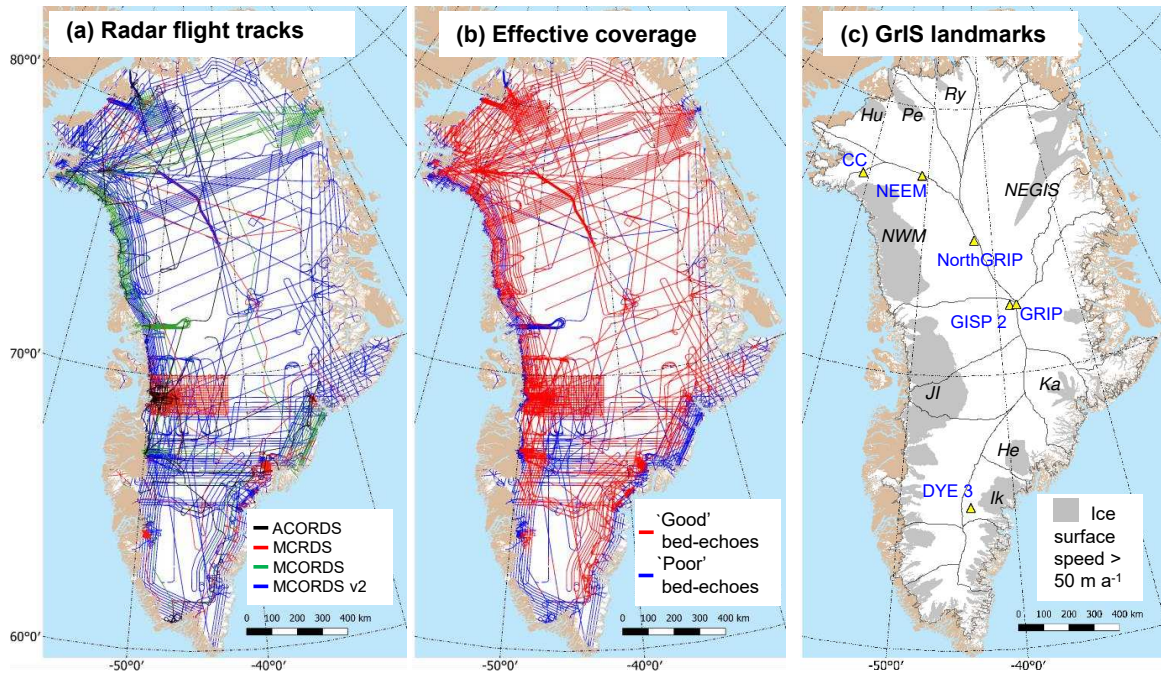 (a) Radar flight tracks
(b) Effective coverage
(c) GrIS landmarks
80°0′
70°0′
60°0′
ACORDS
MCRDS
MCORDS
MCORDS v2
0 100 200 300 400 km
-50°0′
-40°0′
`Good’
bed-echoes
`Poor’
bed-echoes
0 100 200 300 400 km
-50°0′
-40°0′
Ry
Hu
Pe
CC
NEEM
NEGIS
NWM
NorthGRIP
GISP 2
GRIP
JI
Ka
He
DYE 3
Ik
Ice
surface
speed >
50 m a-1
0 100 200 300 400 km
-50°0′
-40°0′